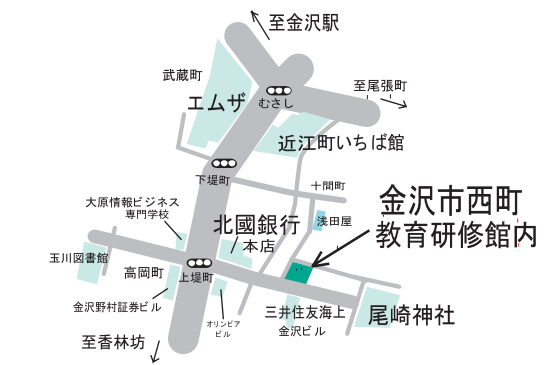 至金沢駅
武蔵町
エムザ
むさし
至尾張町
近江町いちば館
下堤町
十間町
大原情報ビジネス
専門学校
北國銀行
本店
浅田屋
金沢市西町
教育研修館内
玉川図書館
高岡町
上堤町
金沢野村証券ビル
オリンピア
ビル
三井住友海上
金沢ビル
尾崎神社
至香林坊